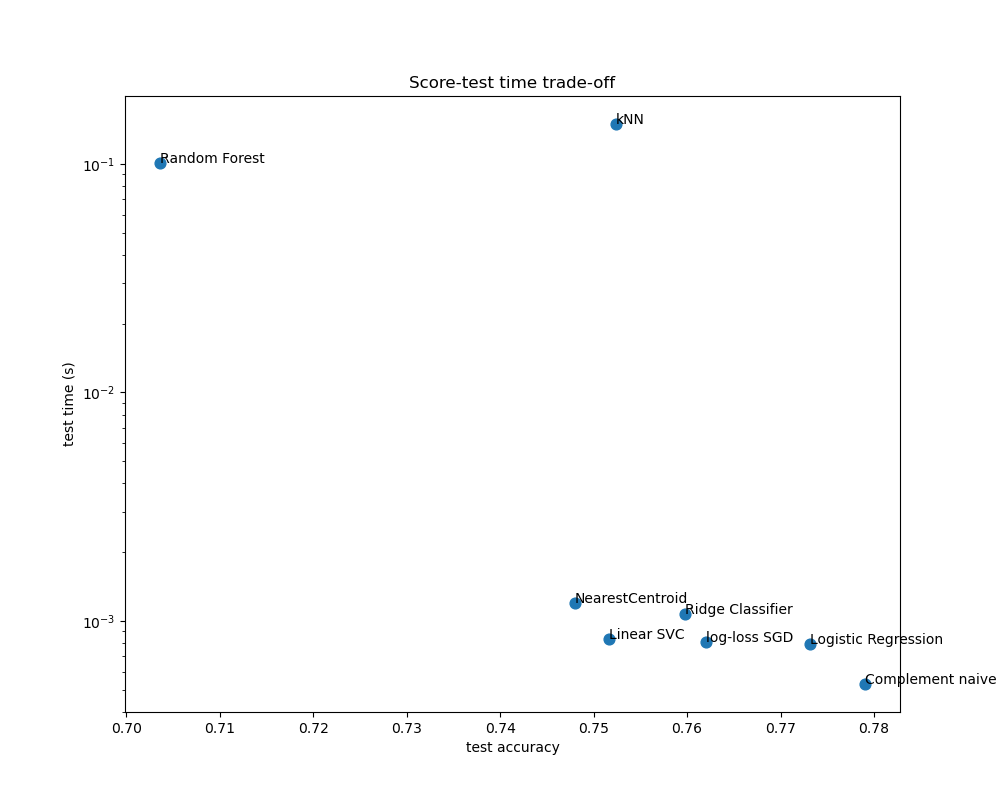 Score-test time trade-off
kNN
Random Forest
NearestCentroid
Ridge Classifier
Linear SVC
log-loss SGD
Logistic Regression
Complement naive
10⁻¹
10⁻²
10⁻³
test time (s)
0.70 0.71 0.72 0.73 0.74 0.75 0.76 0.77 0.78
test accuracy